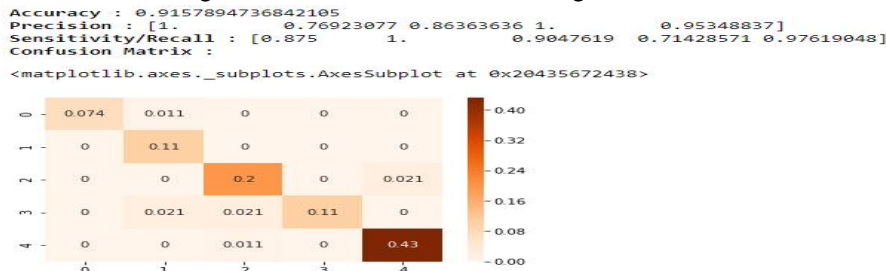 Accuracy : 0.9157894736842105
Precision : [1. 0.76923077 0.86363636 1. 0.95348837]
Sensitivity/Recall : [0.875 1. 0.9047619 0.71428571 0.97619048]
Confusion Matrix :
<matplotlib.axes._subplots.AxesSubplot at 0x20435672438>
0 0.074 0.011 0 0 0
1 0 0.11 0 0 0
2 0 0 0.2 0 0.021
3 0 0.021 0.021 0.11 0
4 0 0 0.011 0 0.43
0 1 2 3 4
0.40
0.32
0.24
0.16
0.08
0.00